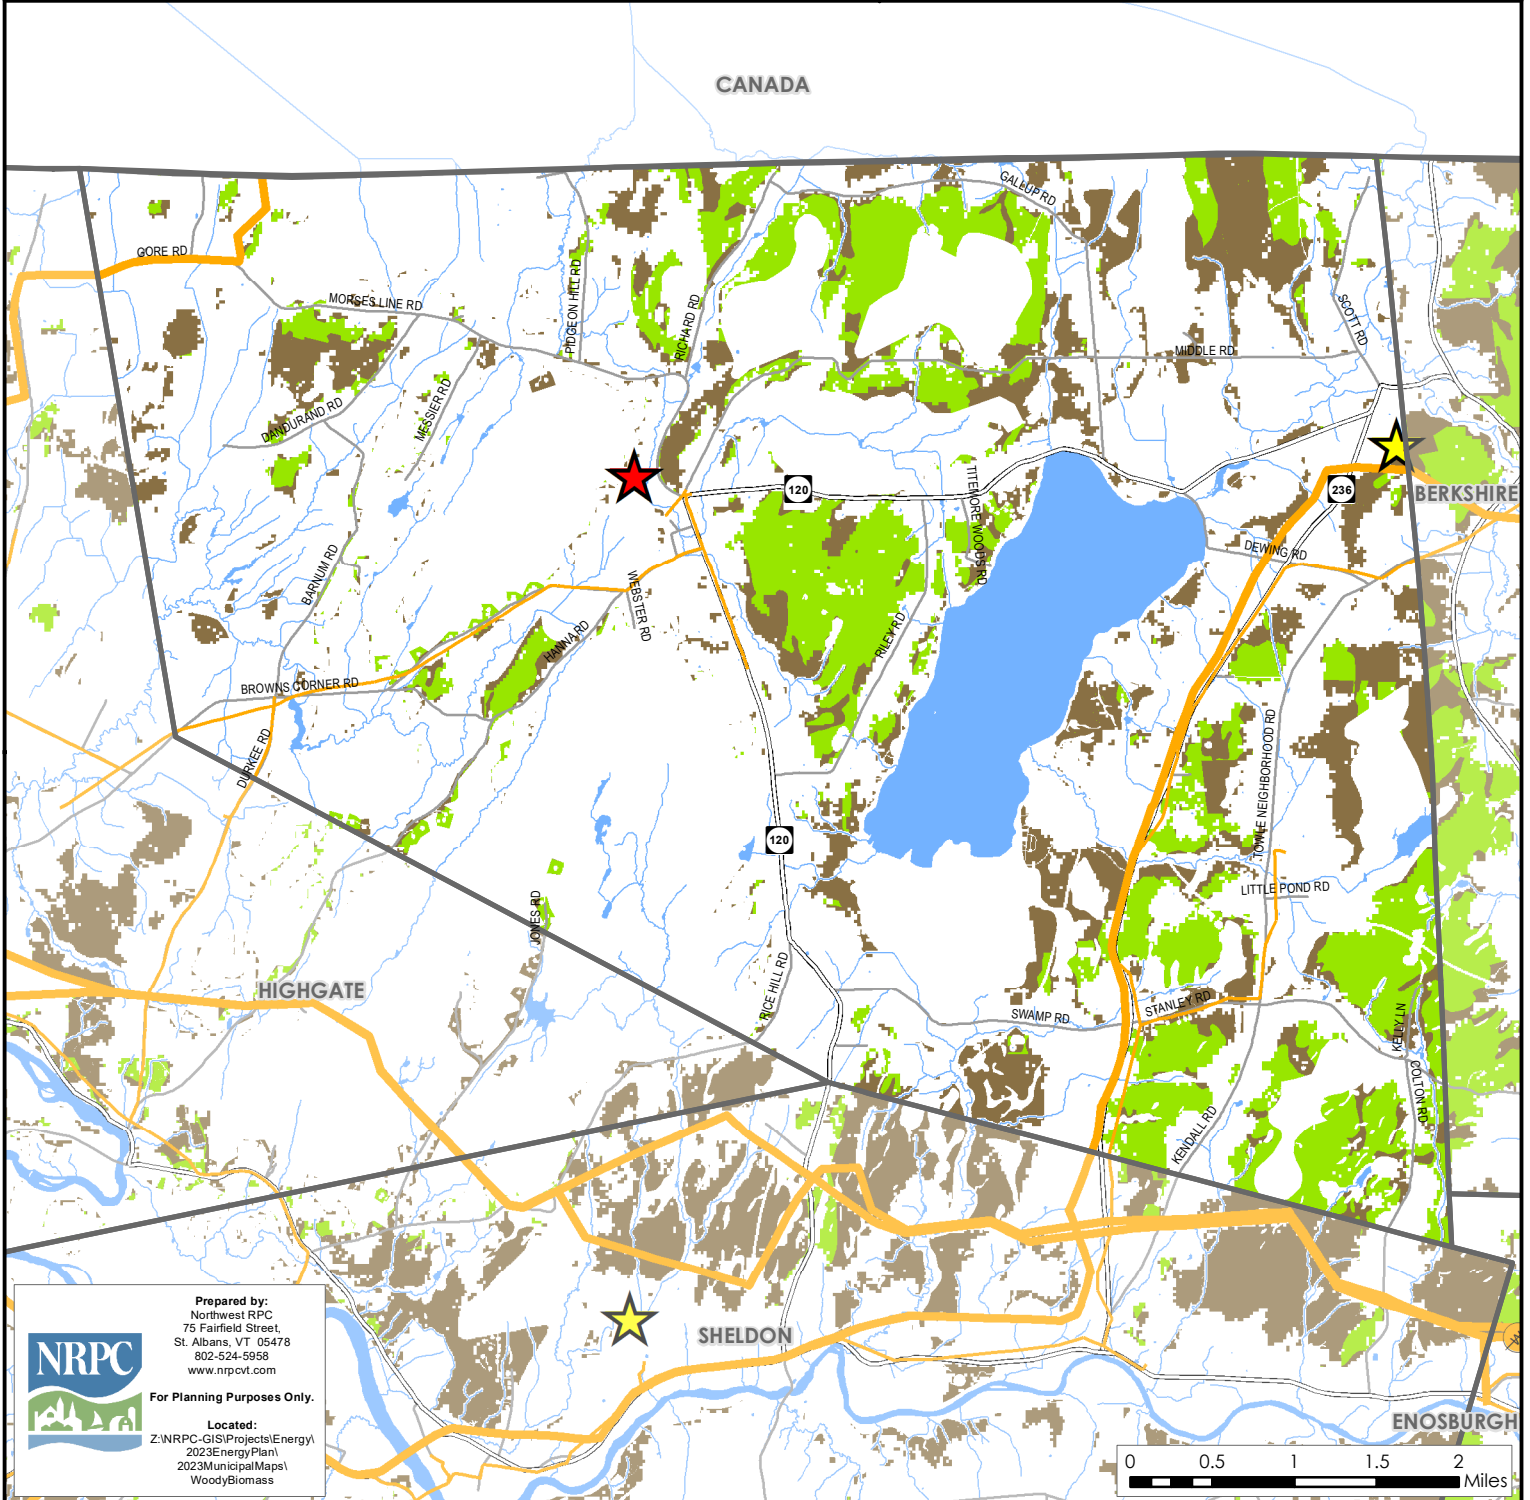 CANADA
GALLUP RD
GORE RD
MORSES LINE RD
PIDGEON HILL RD
RICHARD RD
SCOTT RD
MIDDLE RD
DANDURAND RD
MESSIER RD
120
TITEMORE WOODS RD
236
BERKSHIRE
BARNUM RD
DEWING RD
WEBSTER RD
HANNA RD
RILEY RD
BROWNS CORNER RD
DURKEE RD
TOWLE NEIGHBORHOOD RD
120
LITTLE POND RD
JONES RD
HIGHGATE
RICE HILL RD
SWAMP RD
STANLEY RD
KELLY LN
COLTON RD
KENDALL RD
SHELDON
W
ENOSBURGH
NRPC
Prepared by:
Northwest RPC
75 Fairfield Street,
St. Albans, VT 05478
802-524-5958
www.nrpcvt.com
For Planning Purposes Only.
Located:
Z:\NRPC-GIS\Projects\Energy\
2023EnergyPlan\
2023MunicipalMaps\
WoodyBiomass
0 0.5 1 1.5 2
Miles